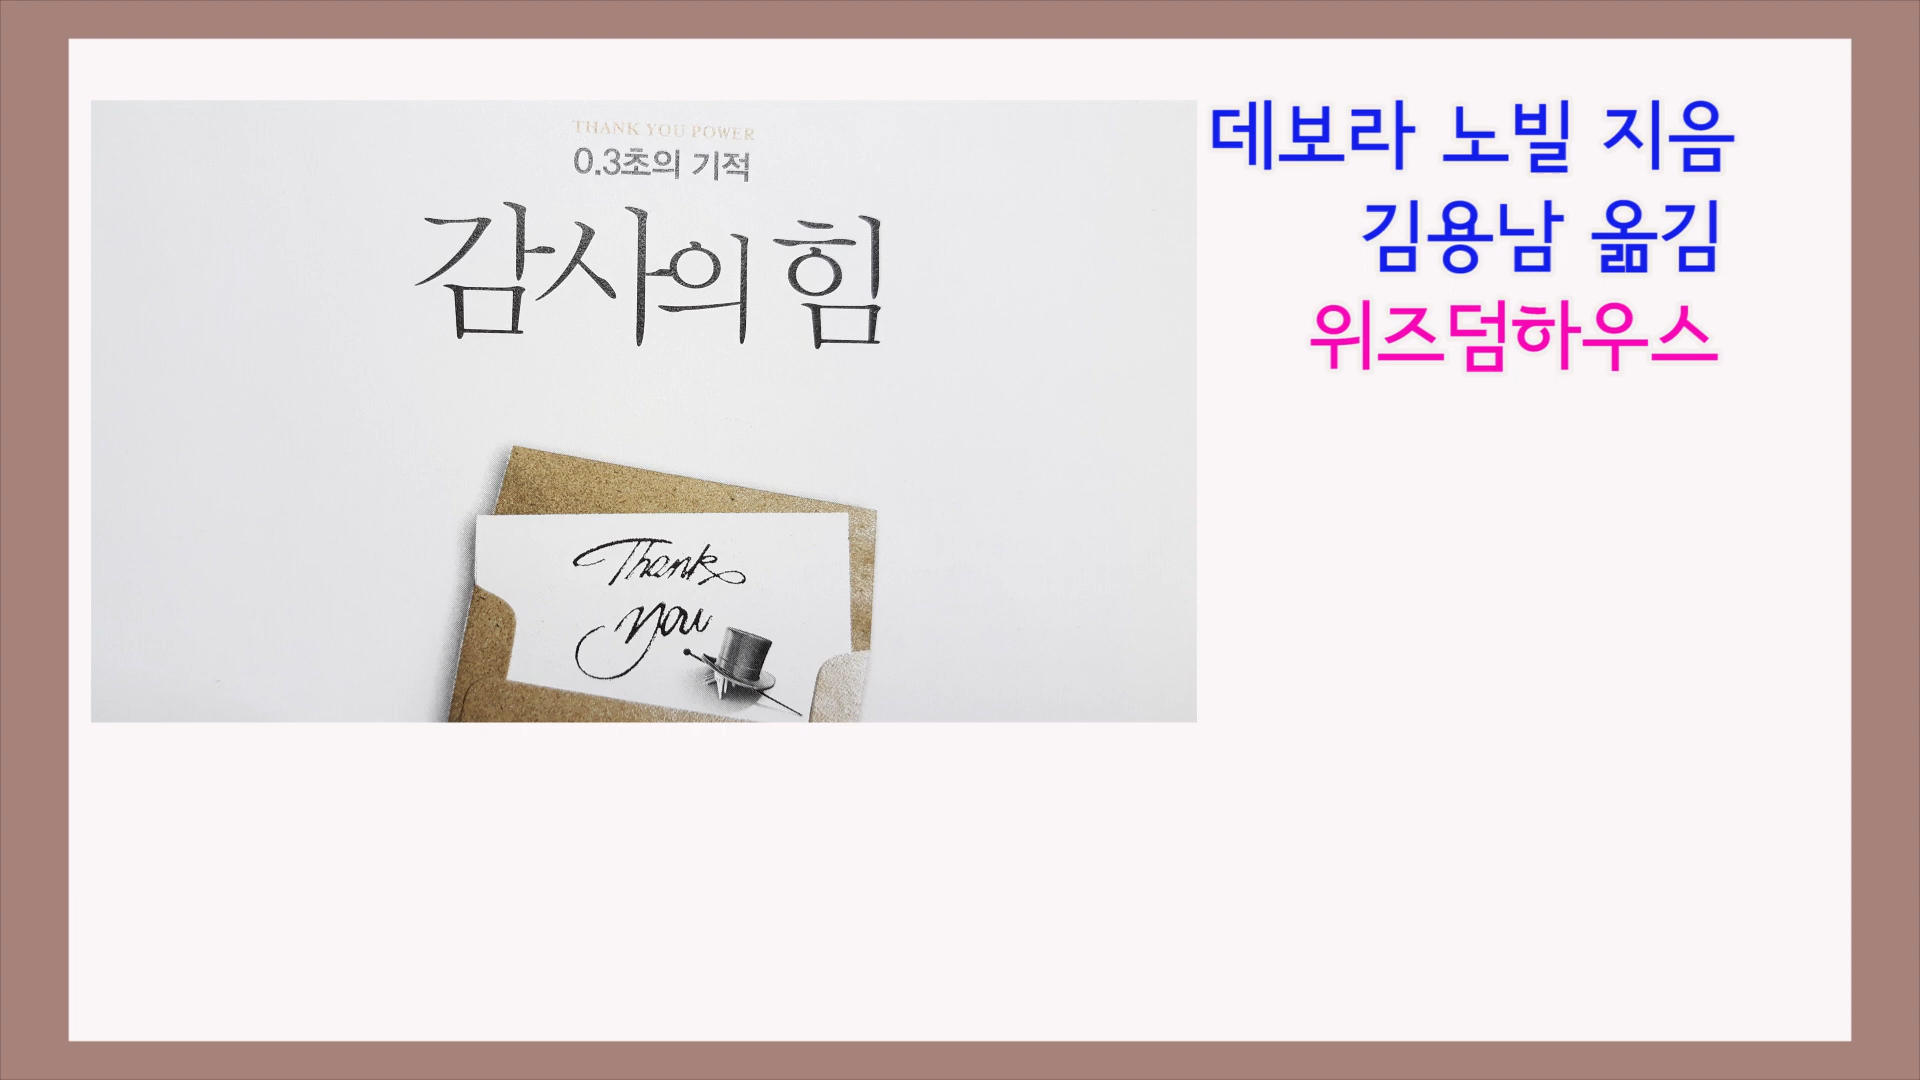 THANK YOU POWER
0.3초의 기적
감사의 힘
Thank
you
데보라 노빌 지음
김용남 옮김
위즈덤하우스